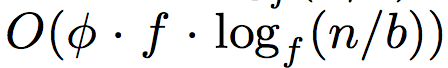 O(ϕ · f · log_f(n/b))